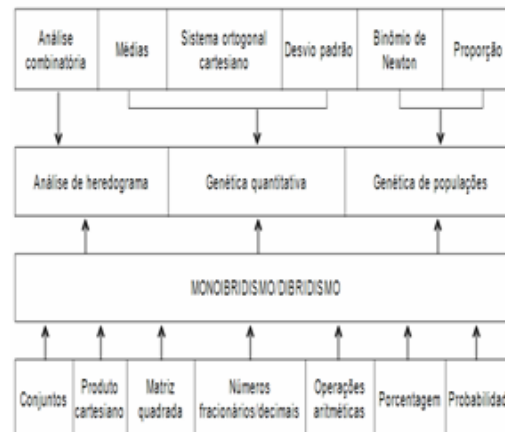 Análise combinatória
Médias
Sistema ortogonal cartesiano
Desvio padrão
Binômio de Newton
Proporção
Análise de heredograma
Genética quantitativa
Genética de populações
MONOIBRIDISMO/DIBRIDISMO
Conjuntos
Produto cartesiano
Matriz quadrada
Números fracionários/decimais
Operações aritméticas
Porcentagem
Probabilidad